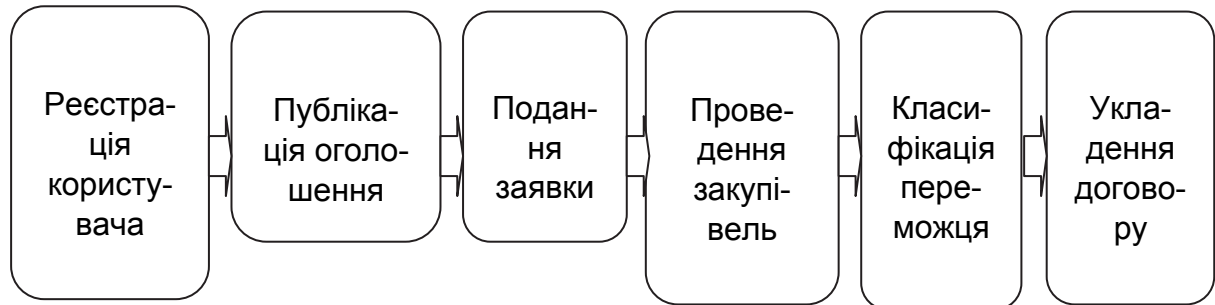 Реєстра-
ція
користу-
вача
Публіка-
ція оголо-
шення
Подан-
ня
заявки
Прове-
дення
закупі-
вель
Класи-
фікація
пере-
можця
Укла-
дення
догово-
ру